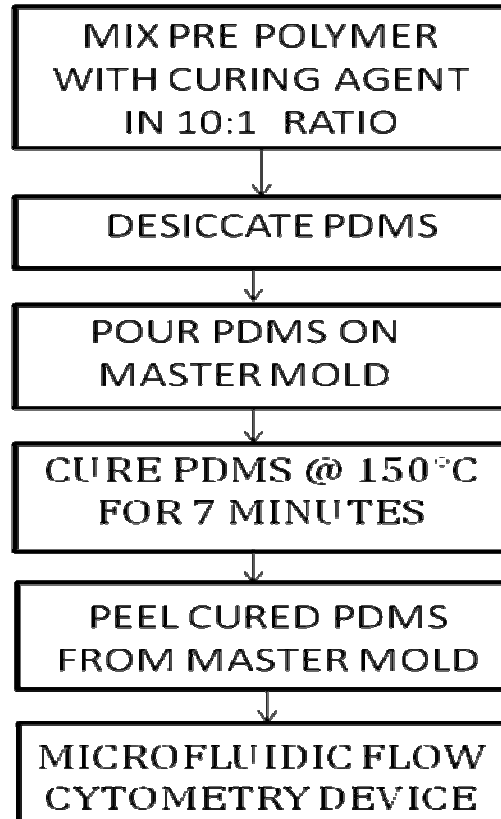 MIX PRE POLYMER
WITH CURING AGENT
IN 10:1 RATIO
DESICCATE PDMS
POUR PDMS ON
MASTER MOLD
CURE PDMS @ 150°C
FOR 7 MINUTES
PEEL CURED PDMS
FROM MASTER MOLD
MICROFLUIDIC FLOW
CYTOMETRY DEVICE